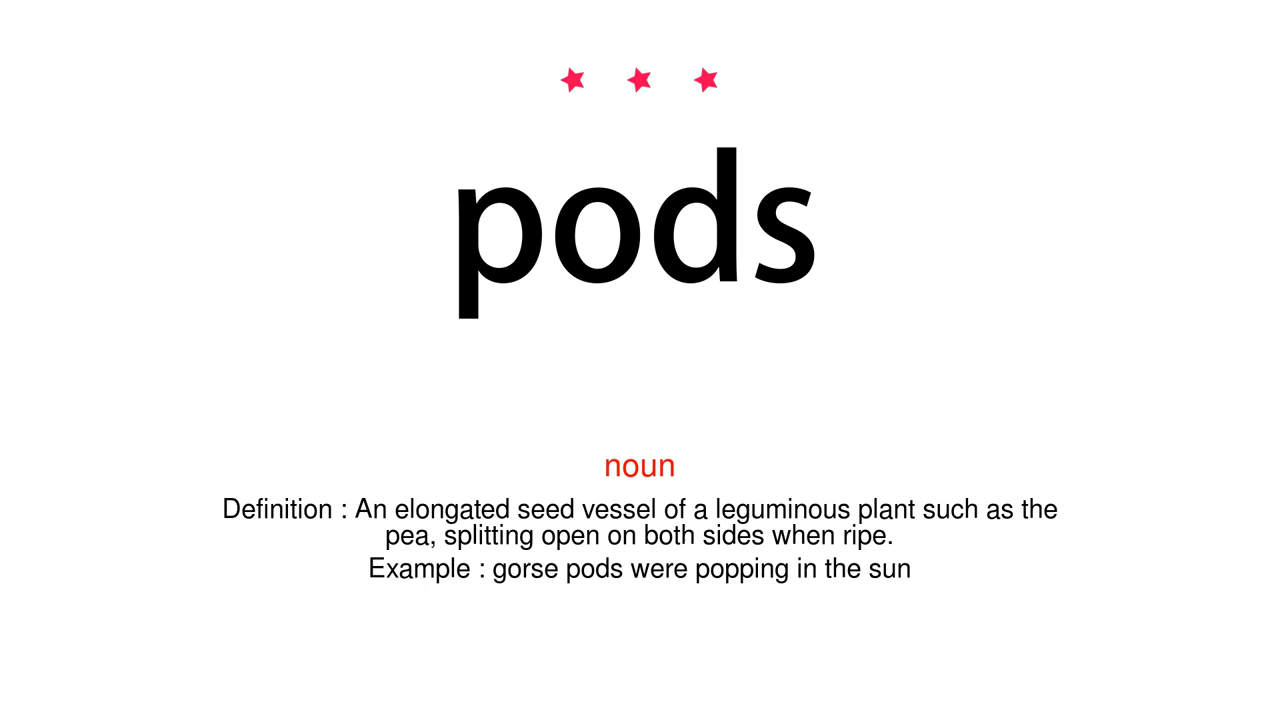 pods
noun
Definition : An elongated seed vessel of a leguminous plant such as the
pea, splitting open on both sides when ripe.
Example : gorse pods were popping in the sun